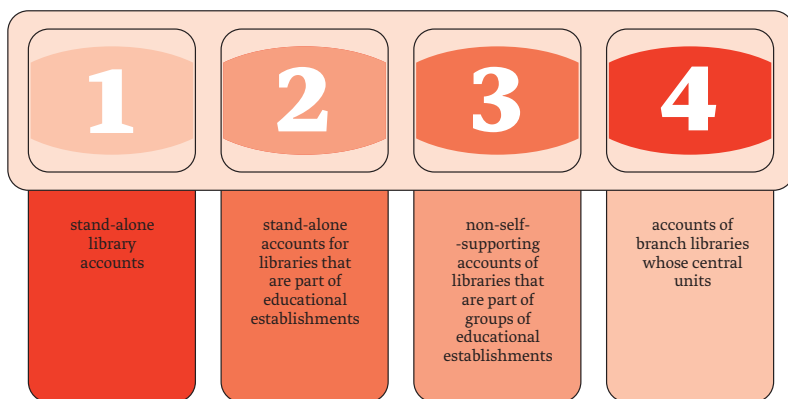 1
2
3
4
stand-alone
library
accounts
stand-alone
accounts for
libraries that
are part of
educational
establishments
non-self-
-supporting
accounts of
libraries that
are part of
groups of
educational
establishments
accounts of
branch libraries
whose central
units